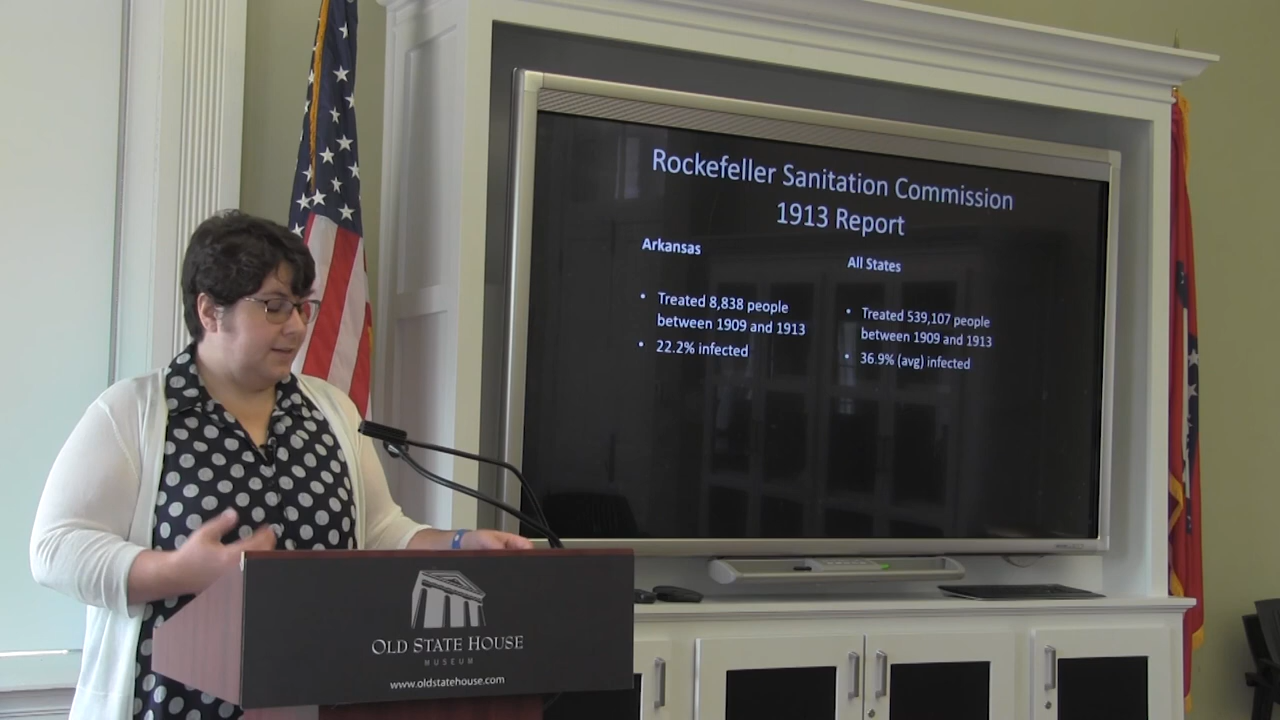 Rockefeller Sanitation Commission
1913 Report
Arkansas
• Treated 8,838 people
between 1909 and 1913
• 22.2% infected
All States
• Treated 539,107 people
between 1909 and 1913
• 36.9% (avg) infected
OLD STATE HOUSE
MUSEUM
www.oldstatehouse.com